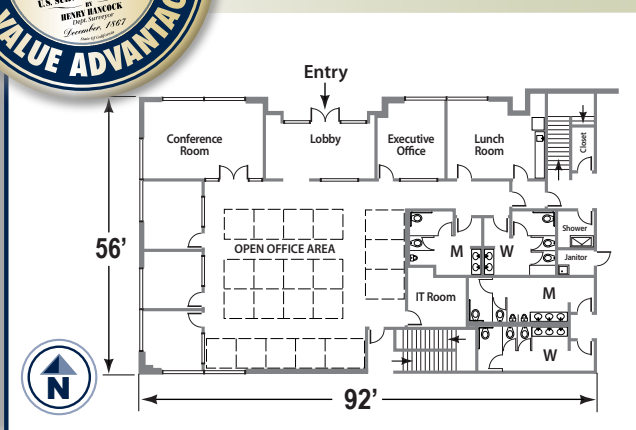 U.S. SU
BY
HENRY HANCOCK
Dept. Surveyor
December, 1867
VALUE ADVANTAG
Entry
Conference
Room
Lobby
Executive
Office
Lunch
Room
Closet
56’
OPEN OFFICE AREA
M
W
Shower
Janitor
IT Room
M
W
N
92’